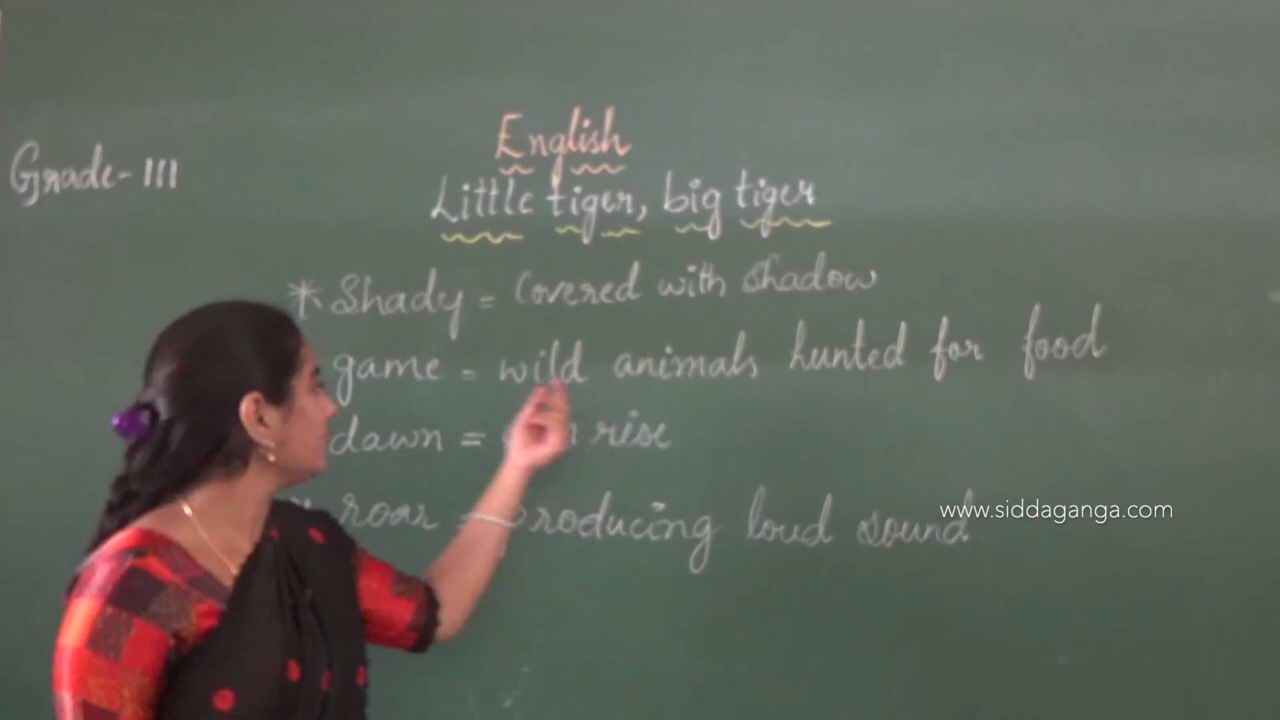 English
Grade-III
Little tiger, big tiger
* Shady = Covered with shadow
game = wild animals hunted for food
dawn = rise
roar = producing loud sound
www.siddaganga.com